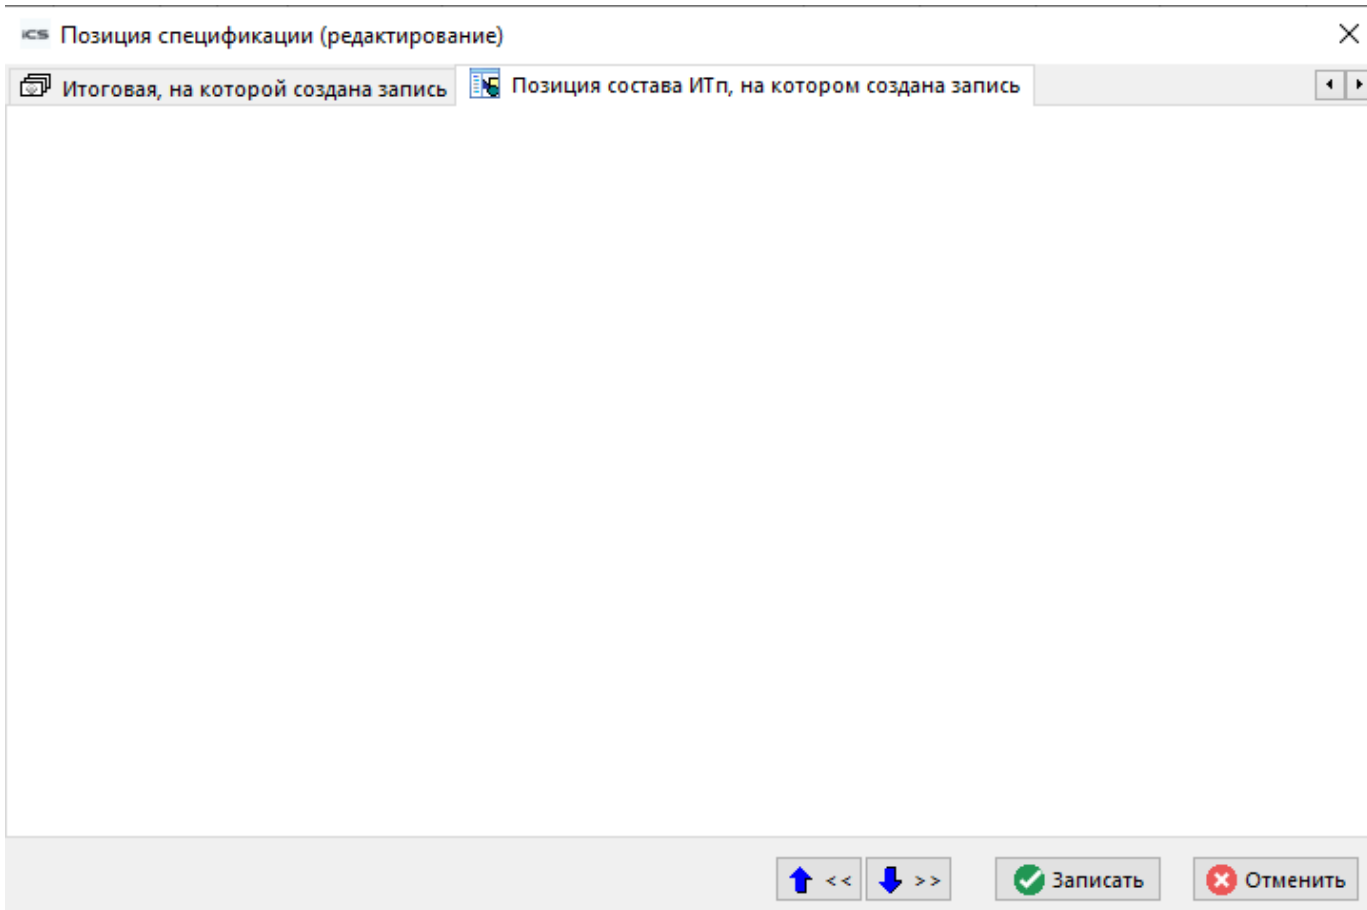 iCS Позиция спецификации (редактирование)
Итоговая, на которой создана запись Позиция состава ИТп, на котором создана запись
<< >> Записать Отменить